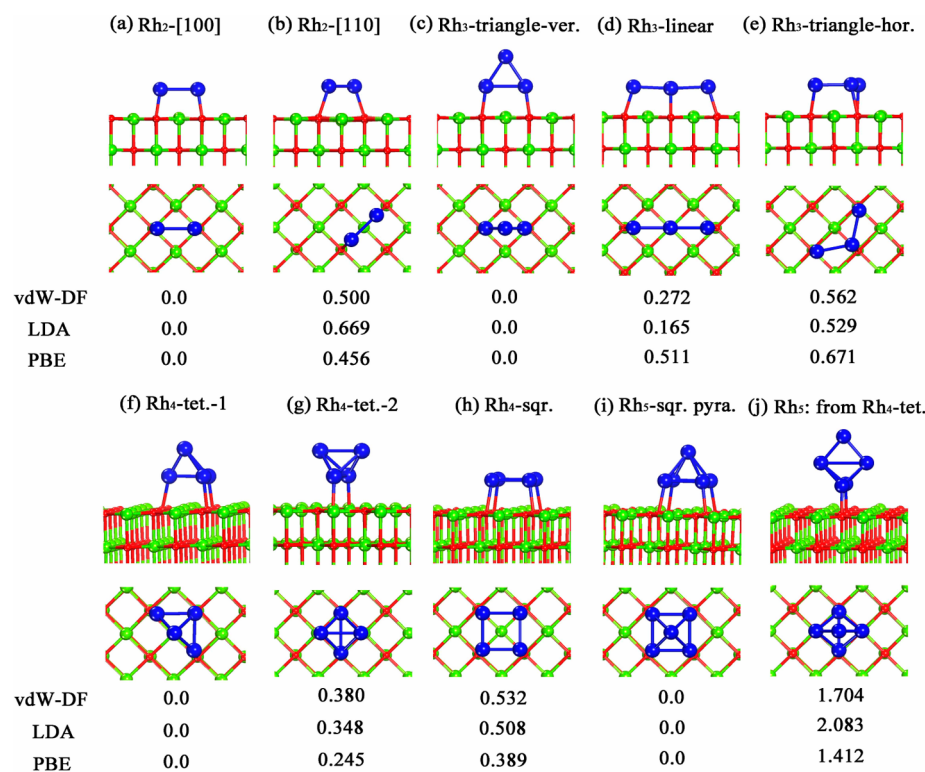 (a) Rh₂-[100] (b) Rh₂-[110] (c) Rh₃-triangle-ver. (d) Rh₃-linear (e) Rh₃-triangle-hor.
vdW-DF 0.0 0.500 0.0 0.272 0.562
LDA 0.0 0.669 0.0 0.165 0.529
PBE 0.0 0.456 0.0 0.511 0.671
(f) Rh₄-tet.-1 (g) Rh₄-tet.-2 (h) Rh₄-sqr. (i) Rh₅-sqr. pyra. (j) Rh₅: from Rh₄-tet.
vdW-DF 0.0 0.380 0.532 0.0 1.704
LDA 0.0 0.348 0.508 0.0 2.083
PBE 0.0 0.245 0.389 0.0 1.412